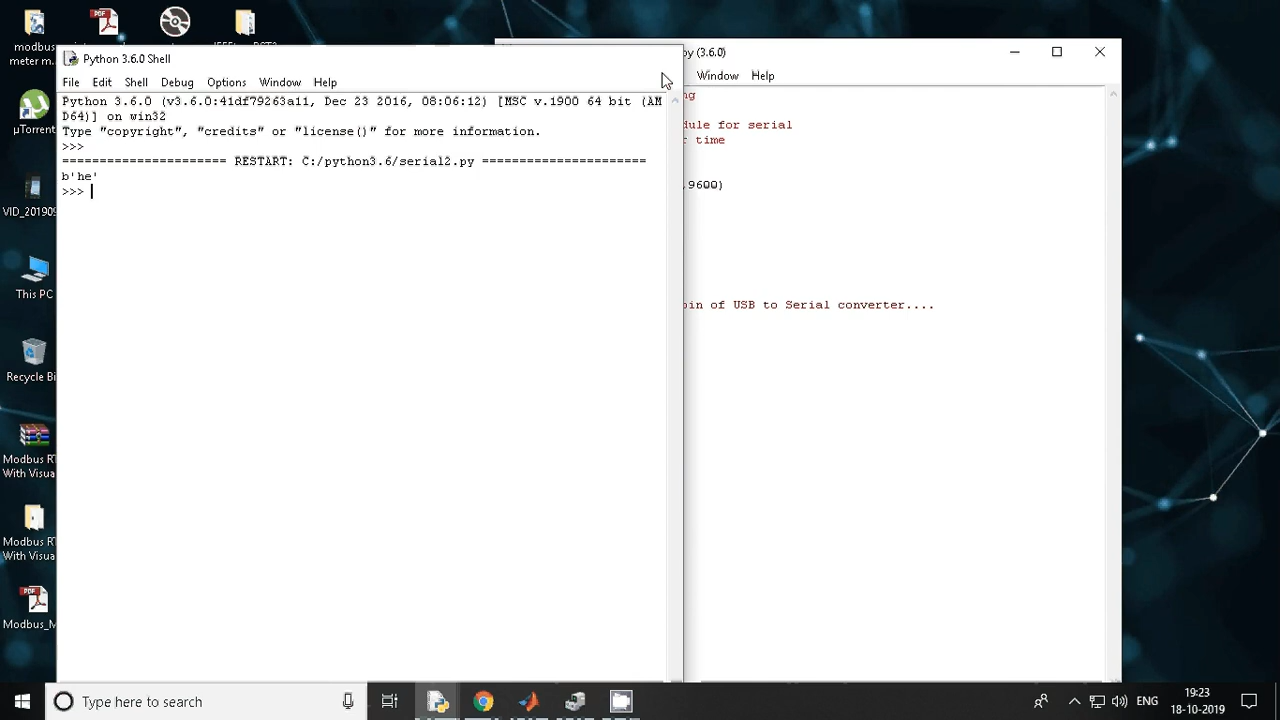 modbus
meter m...
µTorrent
VID_201909
This PC
Recycle Bi
Modbus RT
With Visua
Modbus RT
With Visua
Modbus_M
Python 3.6.0 Shell
File Edit Shell Debug Options Window Help
Python 3.6.0 (v3.6.0:41df79263a11, Dec 23 2016, 08:06:12) [MSC v.1900 64 bit (AM
D64)] on win32
Type "copyright", "credits" or "license()" for more information.
>>>
====================== RESTART: C:/python3.6/serial2.py ======================
b'he'
>>>
py (3.6.0)
Window Help
ng
dule for serial
r time
,9600)
pin of USB to Serial converter....
Type here to search
ENG
19:23
18-10-2019